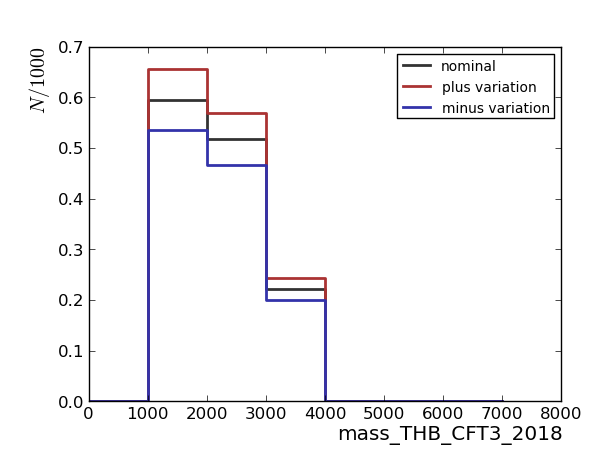 N/1000
0.7
0.6
0.5
0.4
0.3
0.2
0.1
0.0
nominal
plus variation
minus variation
0 1000 2000 3000 4000 5000 6000 7000 8000
mass_THB_CFT3_2018